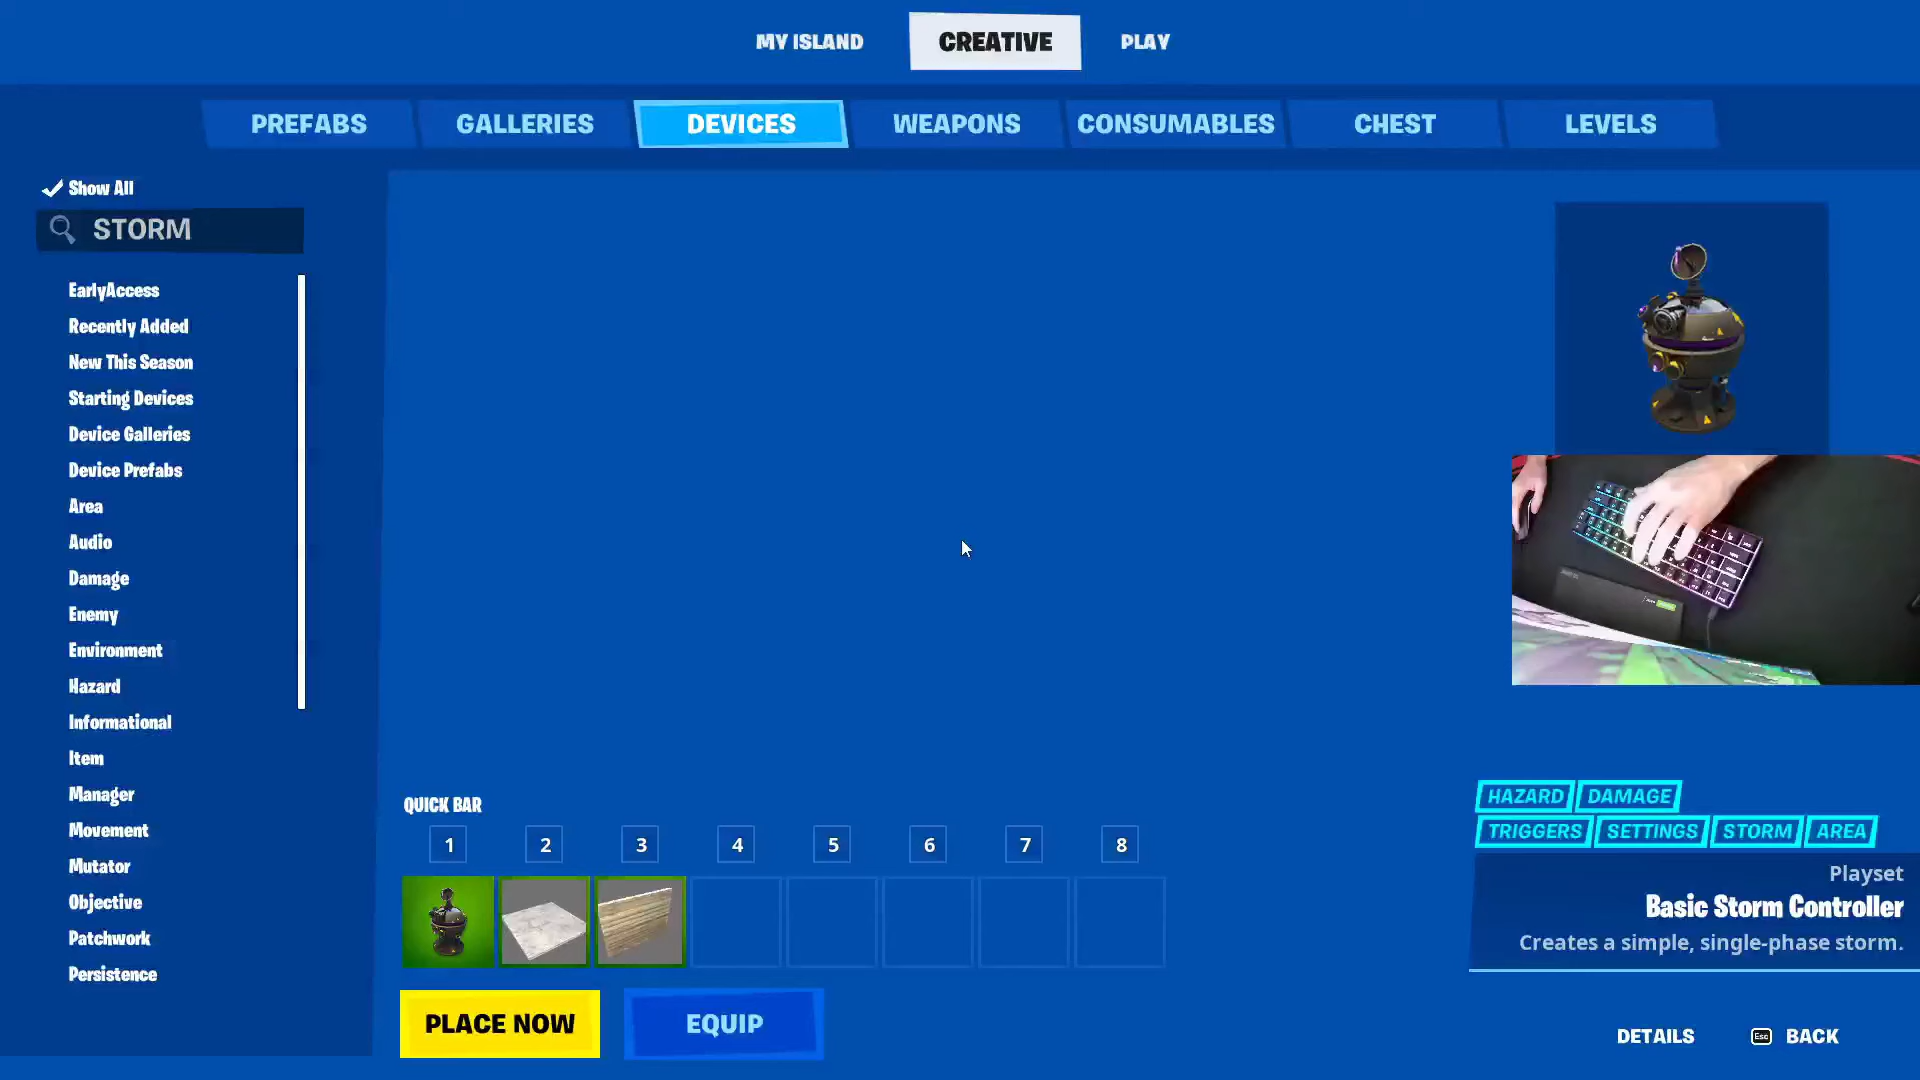 MY ISLAND
CREATIVE
PLAY
PREFABS
GALLERIES
DEVICES
WEAPONS
CONSUMABLES
CHEST
LEVELS
Show All
STORM
EarlyAccess
Recently Added
New This Season
Starting Devices
Device Galleries
Device Prefabs
Area
Audio
Damage
Enemy
Environment
Hazard
Informational
Item
Manager
Movement
Mutator
Objective
Patchwork
Persistence
QUICK BAR
1 2 3 4 5 6 7 8
PLACE NOW
EQUIP
HAZARD DAMAGE
TRIGGERS SETTINGS STORM AREA
Playset
Basic Storm Controller
Creates a simple, single-phase storm.
DETAILS
Esc BACK